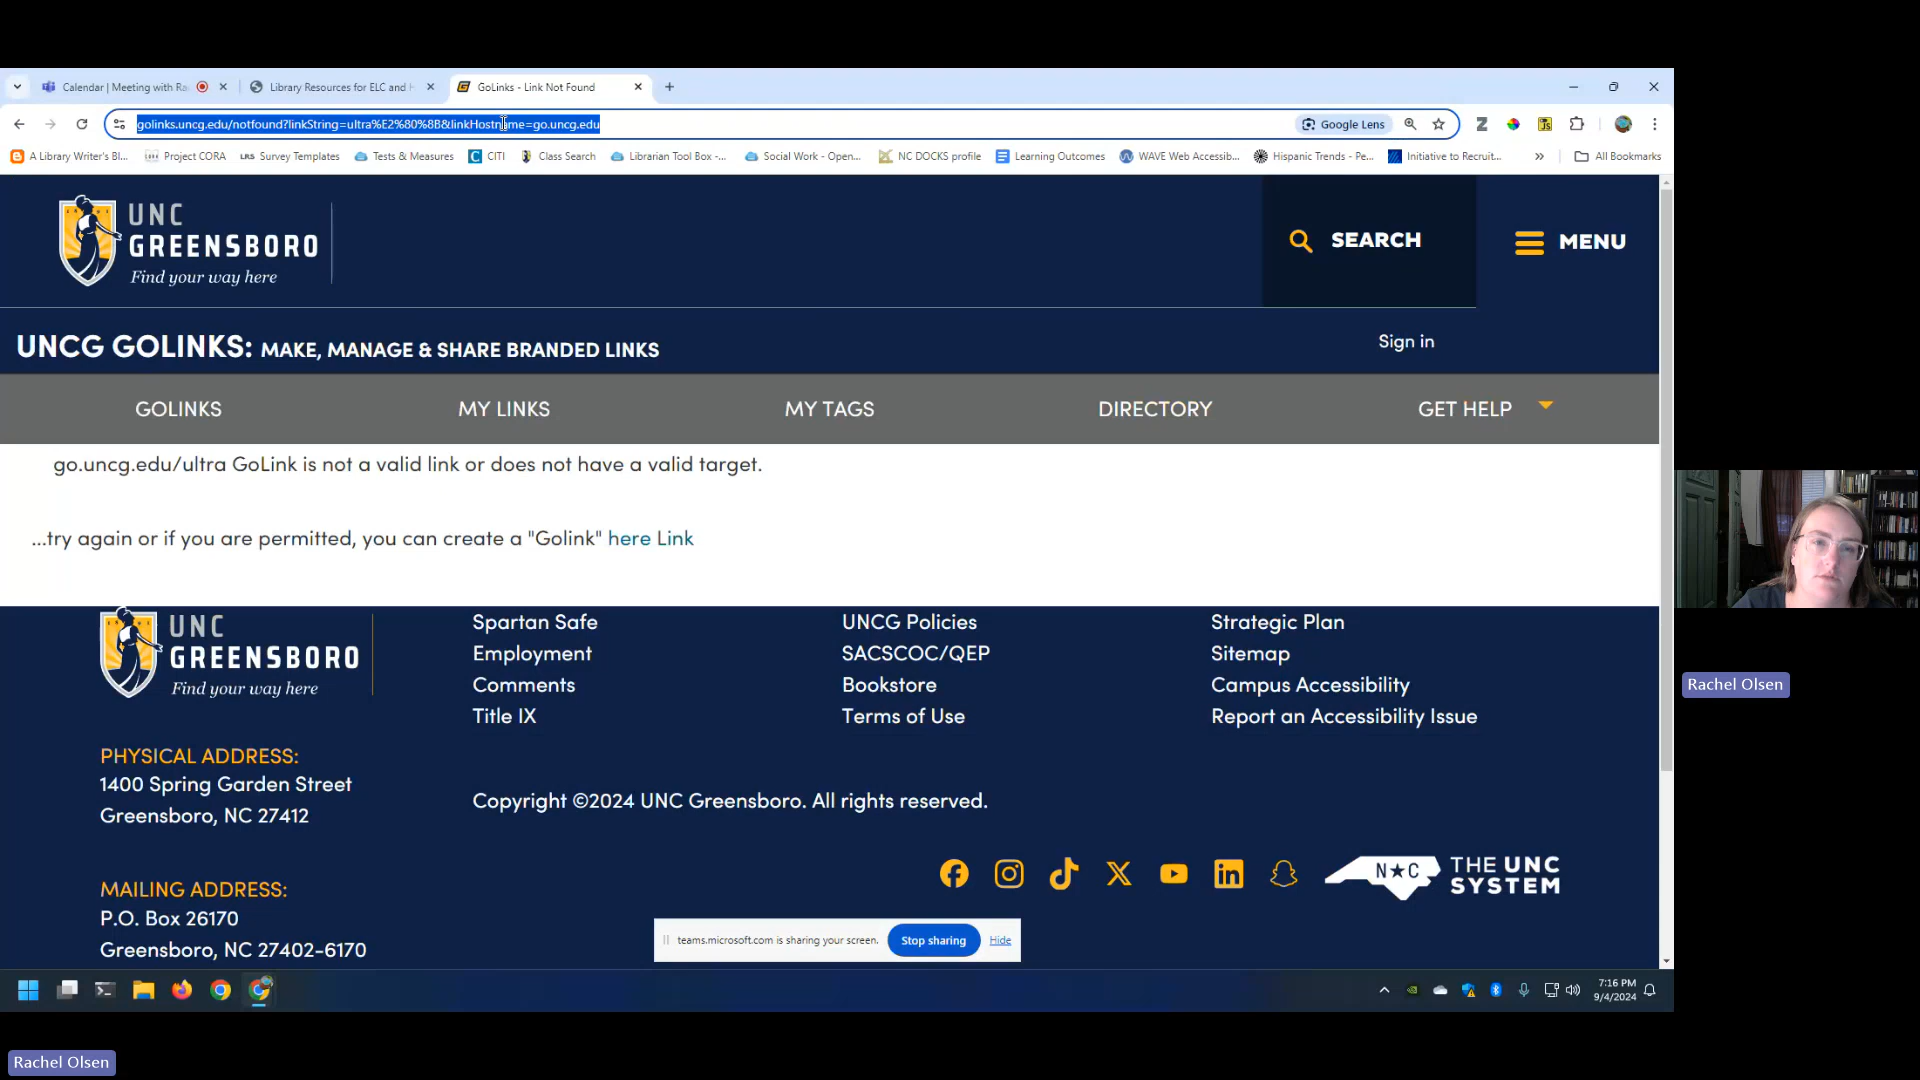 Calendar | Meeting with Ra
Library Resources for ELC and H
GoLinks - Link Not Found
golinks.uncg.edu/notfound?linkString=ultra%E2%80%8B&linkHostname=go.uncg.edu
Google Lens
A Library Writer's Bl...
Project CORA
LRS Survey Templates
Tests & Measures
CITI
Class Search
Librarian Tool Box -...
Social Work - Open...
NC DOCKS profile
Learning Outcomes
WAVE Web Accessib...
Hispanic Trends - Pe...
Initiative to Recruit...
»
All Bookmarks
UNC
GREENSBORO
Find your way here
SEARCH
MENU
UNCG GOLINKS: MAKE, MANAGE & SHARE BRANDED LINKS
Sign in
GOLINKS
MY LINKS
MY TAGS
DIRECTORY
GET HELP
go.uncg.edu/ultra GoLink is not a valid link or does not have a valid target.
...try again or if you are permitted, you can create a "Golink" here Link
UNC
GREENSBORO
Find your way here
PHYSICAL ADDRESS:
1400 Spring Garden Street
Greensboro, NC 27412
MAILING ADDRESS:
P.O. Box 26170
Greensboro, NC 27402-6170
Spartan Safe
Employment
Comments
Title IX
UNCG Policies
SACSCOC/QEP
Bookstore
Terms of Use
Strategic Plan
Sitemap
Campus Accessibility
Report an Accessibility Issue
Copyright ©2024 UNC Greensboro. All rights reserved.
N★C
THE UNC
SYSTEM
teams.microsoft.com is sharing your screen.
Stop sharing
Hide
7:16 PM
9/4/2024
Rachel Olsen
Rachel Olsen